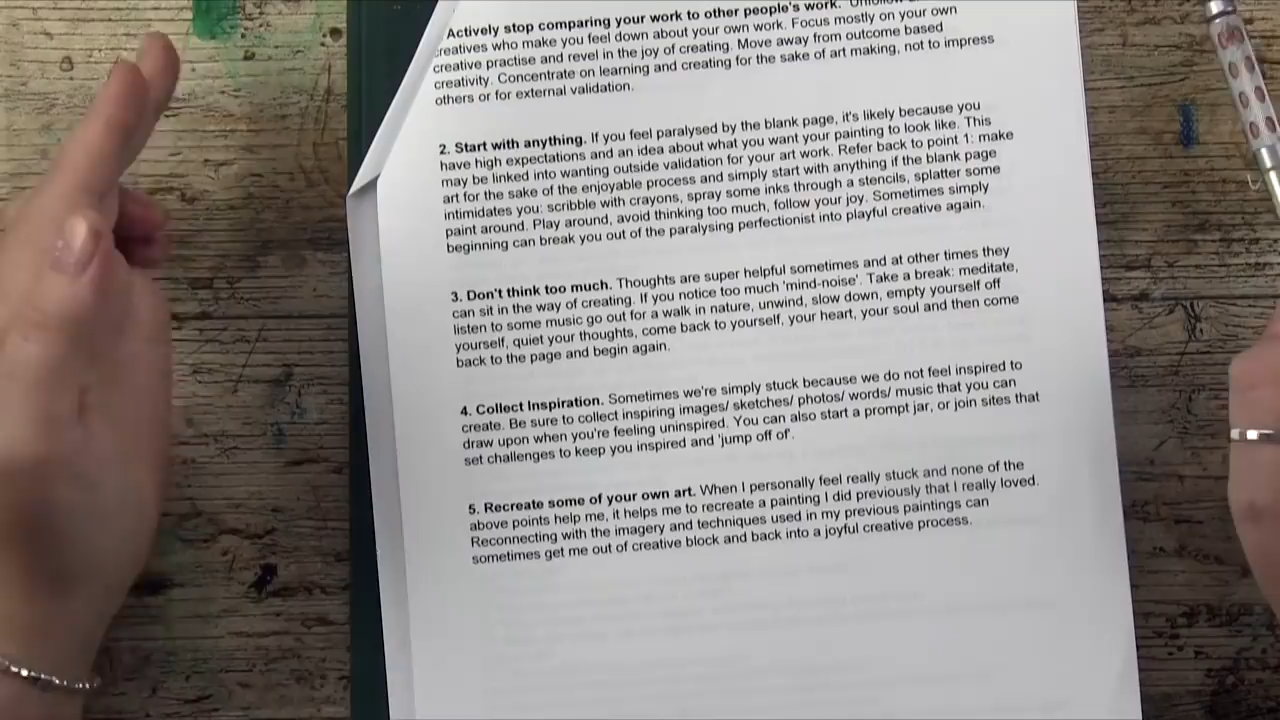 Actively stop comparing your work to other people's work.
creatives who make you feel down about your own work. Focus mostly on your own
creative practise and revel in the joy of creating. Move away from outcome based
creativity. Concentrate on learning and creating for the sake of art making, not to impress
others or for external validation.
2. Start with anything. If you feel paralysed by the blank page, it's likely because you
have high expectations and an idea about what you want your painting to look like. This
may be linked into wanting outside validation for your art work. Refer back to point 1: make
art for the sake of the enjoyable process and simply start with anything if the blank page
intimidates you: scribble with crayons, spray some inks through a stencils, splatter some
paint around. Play around, avoid thinking too much, follow your joy. Sometimes simply
beginning can break you out of the paralysing perfectionist into playful creative again.
3. Don't think too much. Thoughts are super helpful sometimes and at other times they
can sit in the way of creating. If you notice too much 'mind-noise'. Take a break: meditate,
listen to some music go out for a walk in nature, unwind, slow down, empty yourself off
yourself, quiet your thoughts, come back to yourself, your heart, your soul and then come
back to the page and begin again.
4. Collect Inspiration. Sometimes we're simply stuck because we do not feel inspired to
create. Be sure to collect inspiring images/ sketches/ photos/ words/ music that you can
draw upon when you're feeling uninspired. You can also start a prompt jar, or join sites that
set challenges to keep you inspired and 'jump off of'.
5. Recreate some of your own art. When I personally feel really stuck and none of the
above points help me, it helps me to recreate a painting I did previously that I really loved.
Reconnecting with the imagery and techniques used in my previous paintings can
sometimes get me out of creative block and back into a joyful creative process.